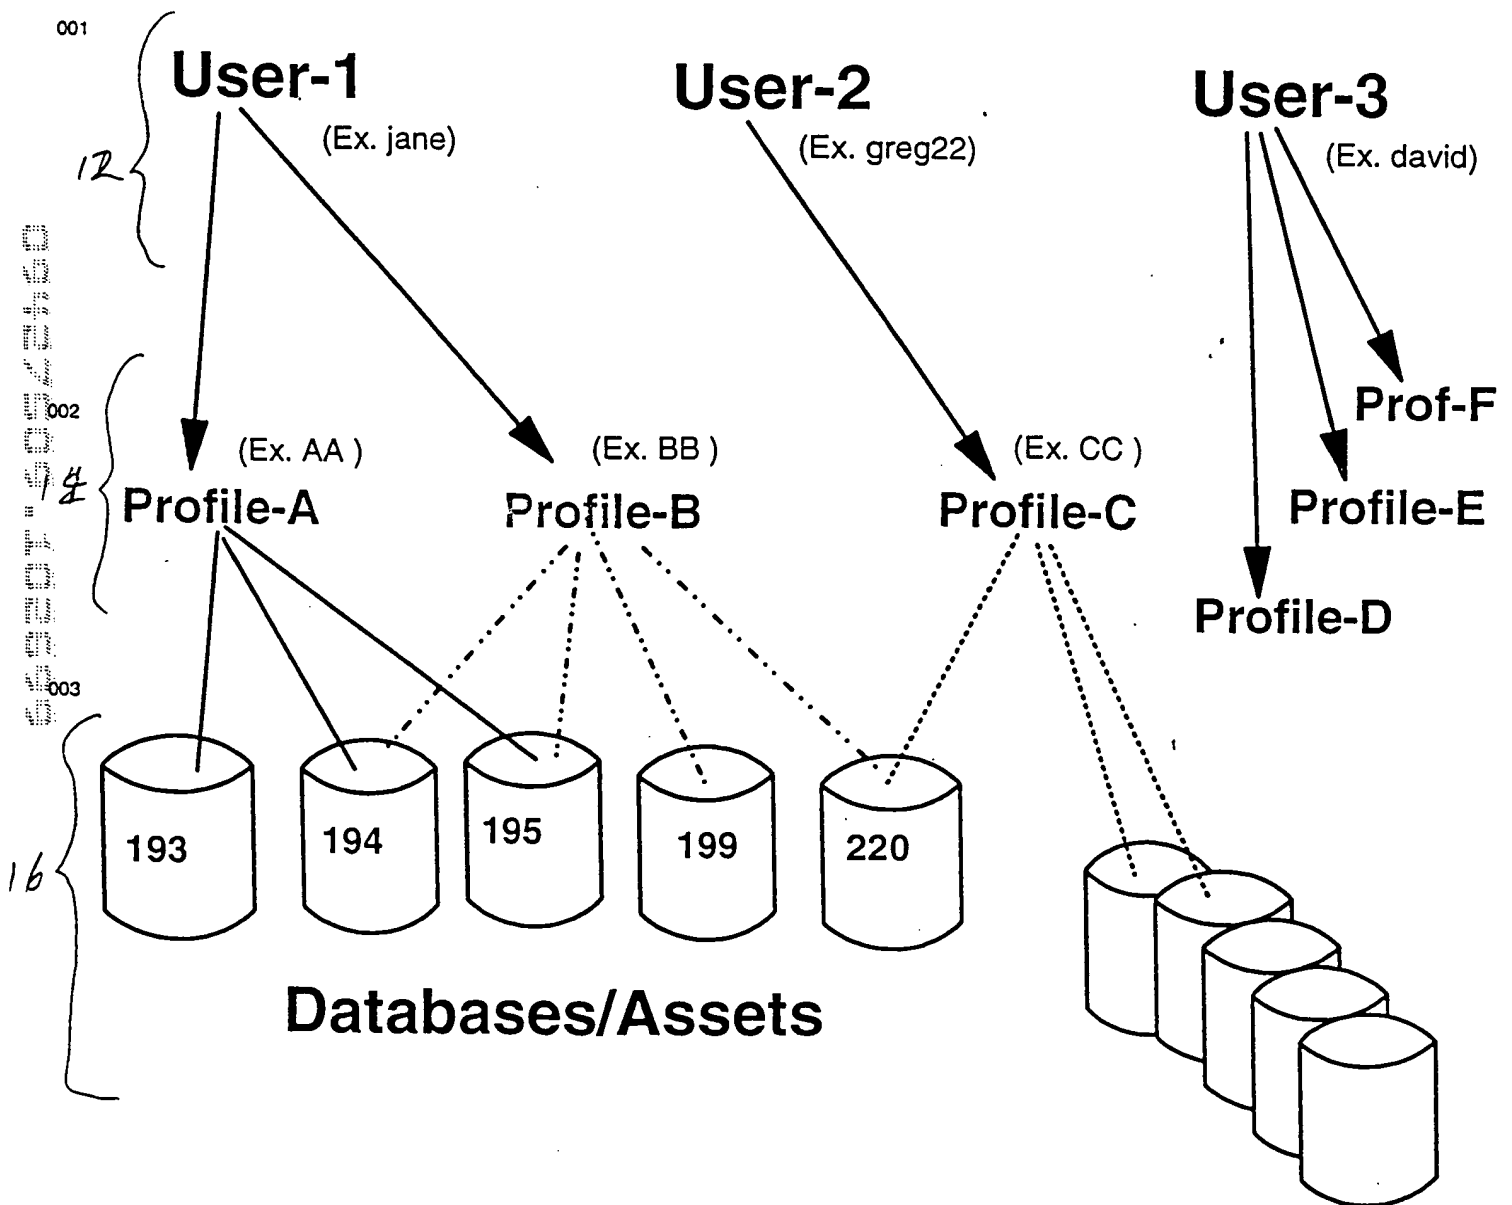 001
User-1
(Ex. jane)
User-2
(Ex. greg22)
User-3
(Ex. david)
12
002
14
(Ex. AA )
Profile-A
(Ex. BB )
Profile-B
(Ex. CC )
Profile-C
Prof-F
Profile-E
Profile-D
003
16
193
194
195
199
220
Databases/Assets